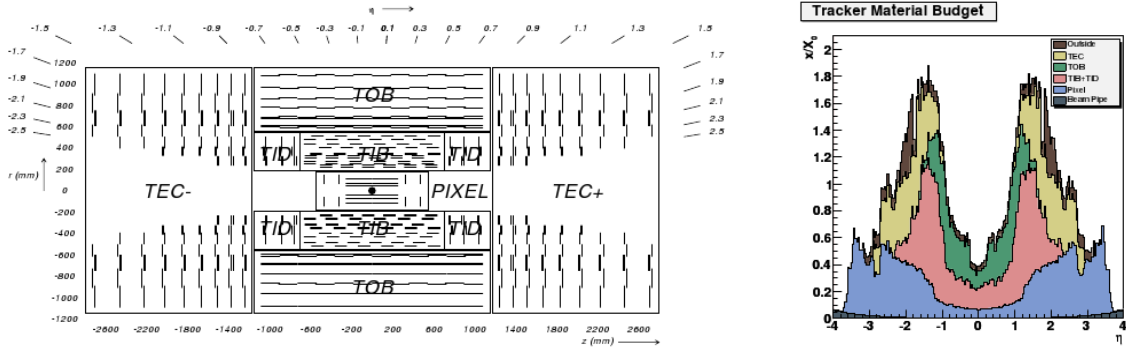 η
-1.5 -1.3 -1.1 -0.9 -0.7 -0.5 -0.3 -0.1 0.1 0.3 0.5 0.7 0.9 1.1 1.3 1.5
-1.7 1.7
-1.9 1.9
-2.1 2.1
-2.3 2.3
-2.5 2.5
1200
1000
800
600
400
200
0
-200
-400
-600
-800
-1000
-1200
r (mm)
TOB
TID TIB TID
TEC- PIXEL TEC+
TID TIB TID
TOB
-2600 -2200 -1800 -1400 -1000 -600 -200 200 600 1000 1400 1800 2200 2600
z (mm)
Tracker Material Budget
x/X0
2
1.8
1.6
1.4
1.2
1
0.8
0.6
0.4
0.2
0
Outside
TEC
TOB
TIB+TID
Pixel
Beam Pipe
-4 -3 -2 -1 0 1 2 3 4
η